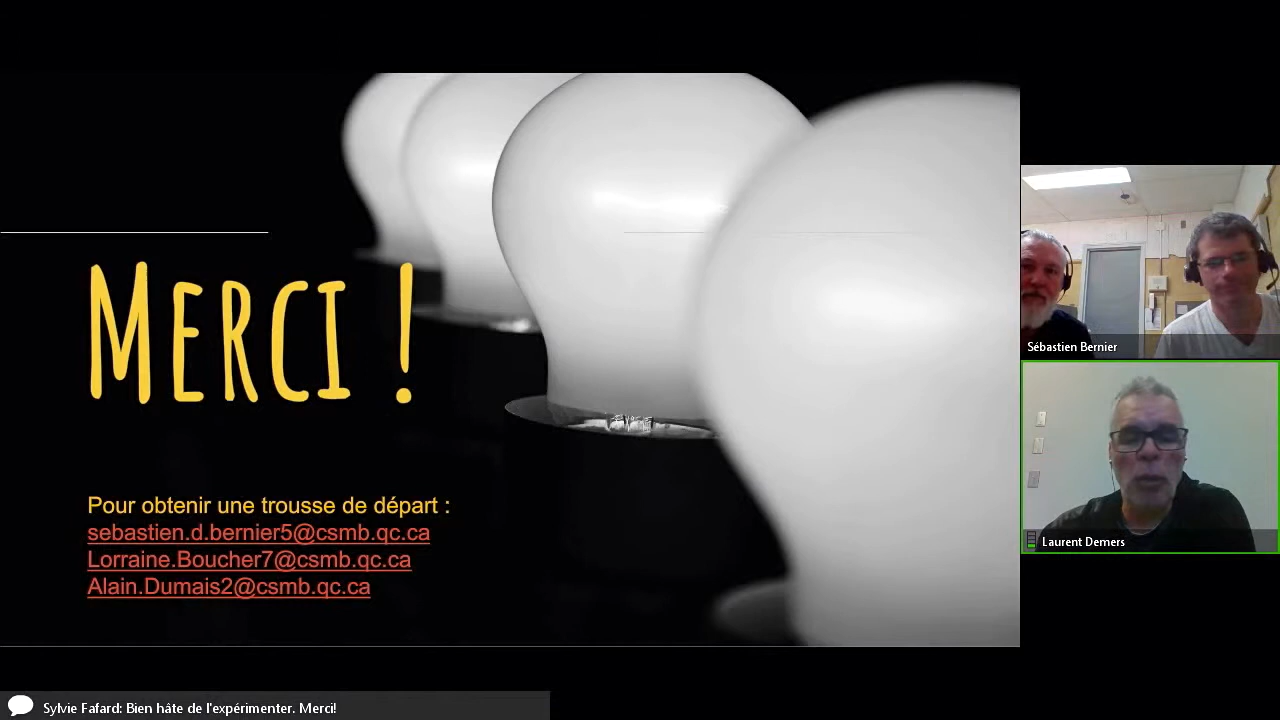 MERCI !
Pour obtenir une trousse de départ :
sebastien.d.bernier5@csmb.qc.ca
Lorraine.Boucher7@csmb.qc.ca
Alain.Dumais2@csmb.qc.ca
Sébastien Bernier
Laurent Demers
Sylvie Fafard: Bien hâte de l'expérimenter. Merci!